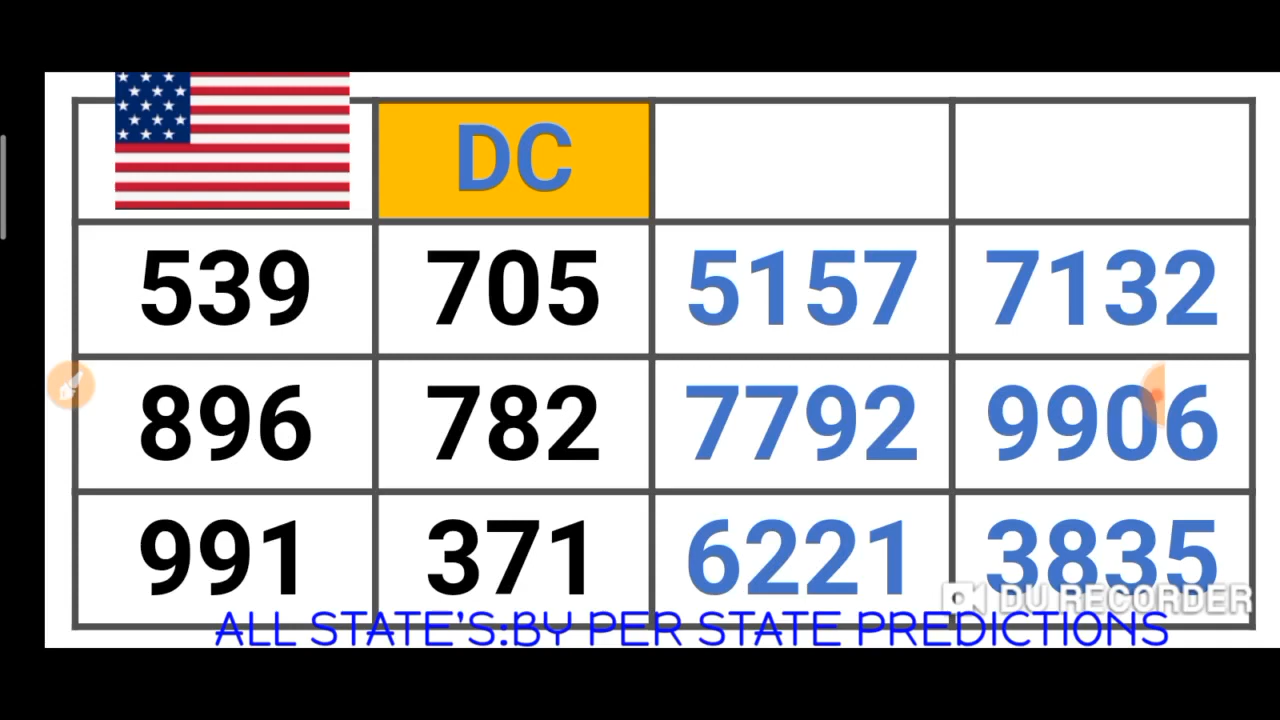 DC
539 705 5157 7132
896 782 7792 9906
991 371 6221 3835
DU RECORDER
ALL STATE'S:BY PER STATE PREDICTIONS